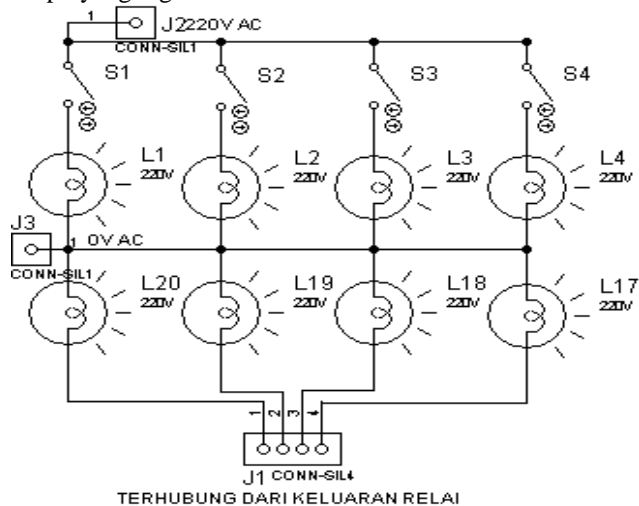 1
J2 220V AC
CONN-SIL1
S1
S2
S3
S4
L1
220V
L2
220V
L3
220V
L4
220V
J3
1
0V AC
CONN-SIL1
L20
220V
L19
220V
L18
220V
L17
220V
1
2
3
4
J1 CONN-SIL4
TERHUBUNG DARI KELUARAN RELAI